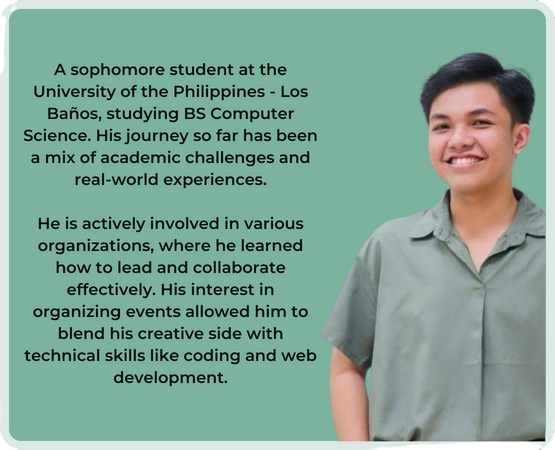 A sophomore student at the
University of the Philippines - Los
Baños, studying BS Computer
Science. His journey so far has been
a mix of academic challenges and
real-world experiences.
He is actively involved in various
organizations, where he learned
how to lead and collaborate
effectively. His interest in
organizing events allowed him to
blend his creative side with
technical skills like coding and web
development.